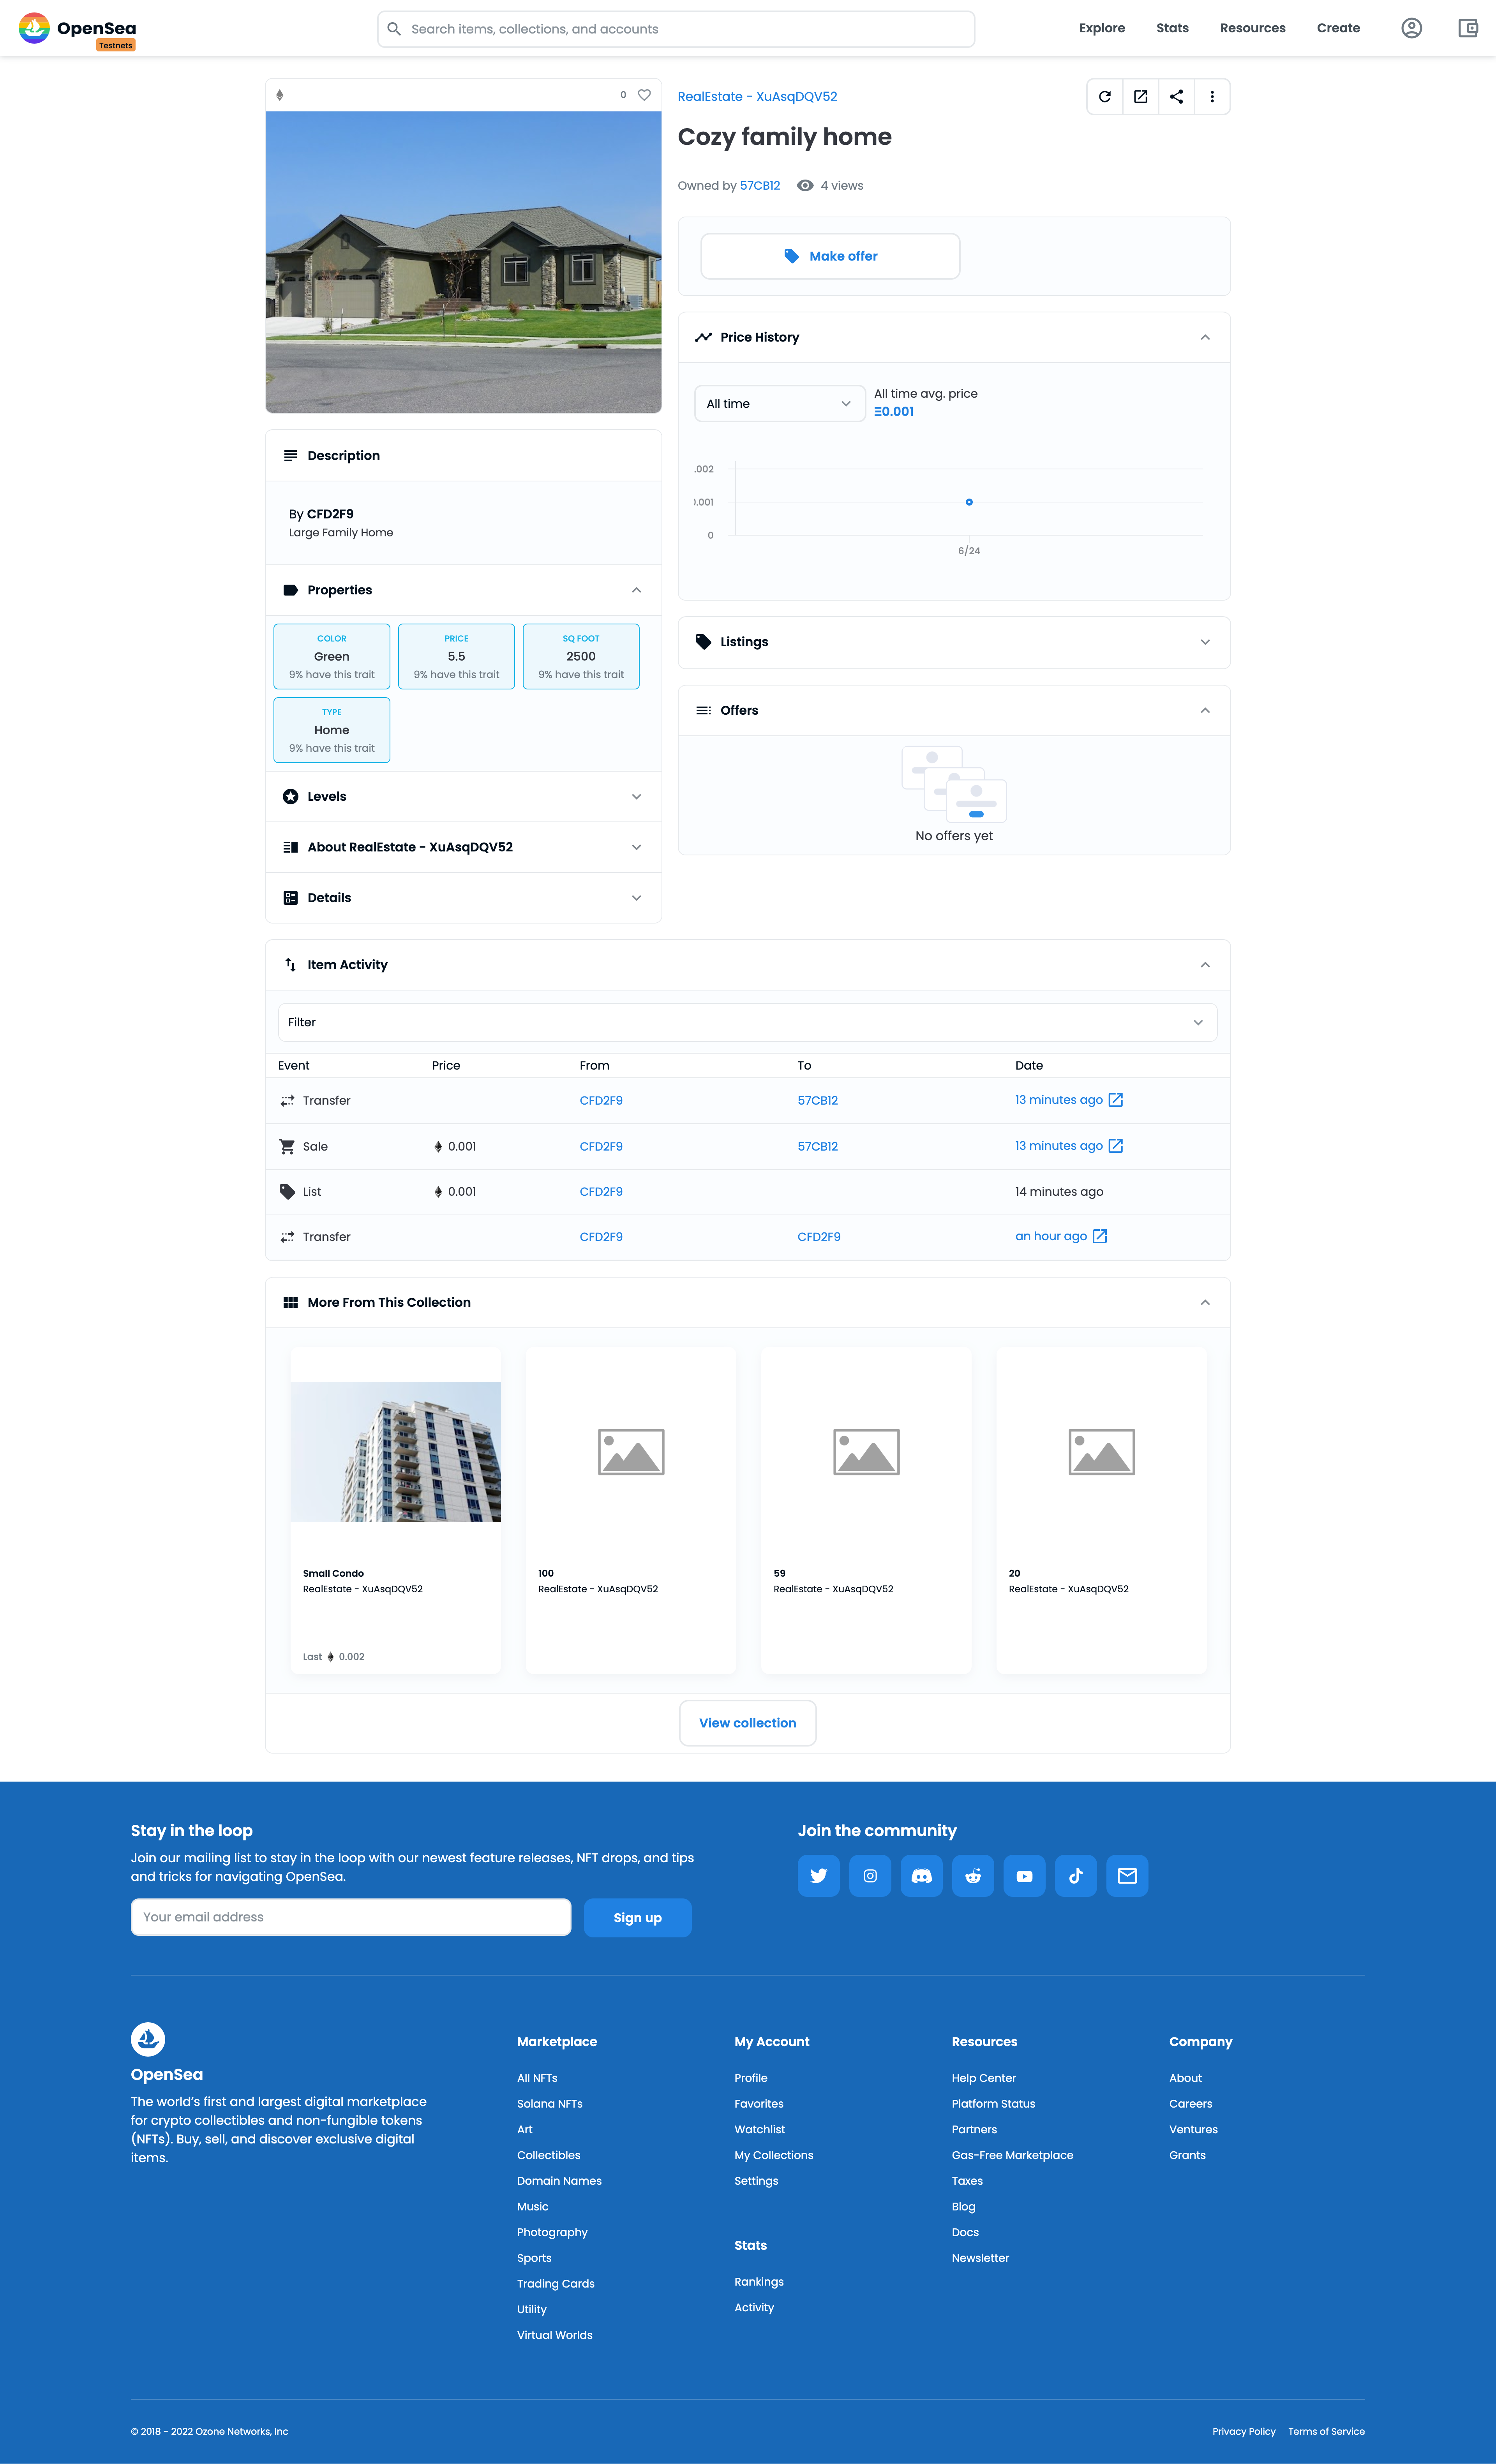 OpenSea
Testnets
Search items, collections, and accounts
Explore
Stats
Resources
Create
0
RealEstate - XuAsqDQV52
Cozy family home
Owned by 57CB12
4 views
Make offer
Price History
All time
All time avg. price
Ξ0.001
.002
0.001
0
6/24
Description
By CFD2F9
Large Family Home
Properties
COLOR
Green
9% have this trait
PRICE
5.5
9% have this trait
SQ FOOT
2500
9% have this trait
TYPE
Home
9% have this trait
Levels
About RealEstate - XuAsqDQV52
Details
Listings
Offers
No offers yet
Item Activity
Filter
Event Price From To Date
Transfer CFD2F9 57CB12 13 minutes ago
Sale 0.001 CFD2F9 57CB12 13 minutes ago
List 0.001 CFD2F9 14 minutes ago
Transfer CFD2F9 CFD2F9 an hour ago
More From This Collection
Small Condo
RealEstate - XuAsqDQV52
Last 0.002
100
RealEstate - XuAsqDQV52
59
RealEstate - XuAsqDQV52
20
RealEstate - XuAsqDQV52
View collection
Stay in the loop
Join our mailing list to stay in the loop with our newest feature releases, NFT drops, and tips
and tricks for navigating OpenSea.
Your email address
Sign up
Join the community
OpenSea
The world’s first and largest digital marketplace
for crypto collectibles and non-fungible tokens
(NFTs). Buy, sell, and discover exclusive digital
items.
Marketplace
All NFTs
Solana NFTs
Art
Collectibles
Domain Names
Music
Photography
Sports
Trading Cards
Utility
Virtual Worlds
My Account
Profile
Favorites
Watchlist
My Collections
Settings
Stats
Rankings
Activity
Resources
Help Center
Platform Status
Partners
Gas-Free Marketplace
Taxes
Blog
Docs
Newsletter
Company
About
Careers
Ventures
Grants
© 2018 - 2022 Ozone Networks, Inc
Privacy Policy
Terms of Service